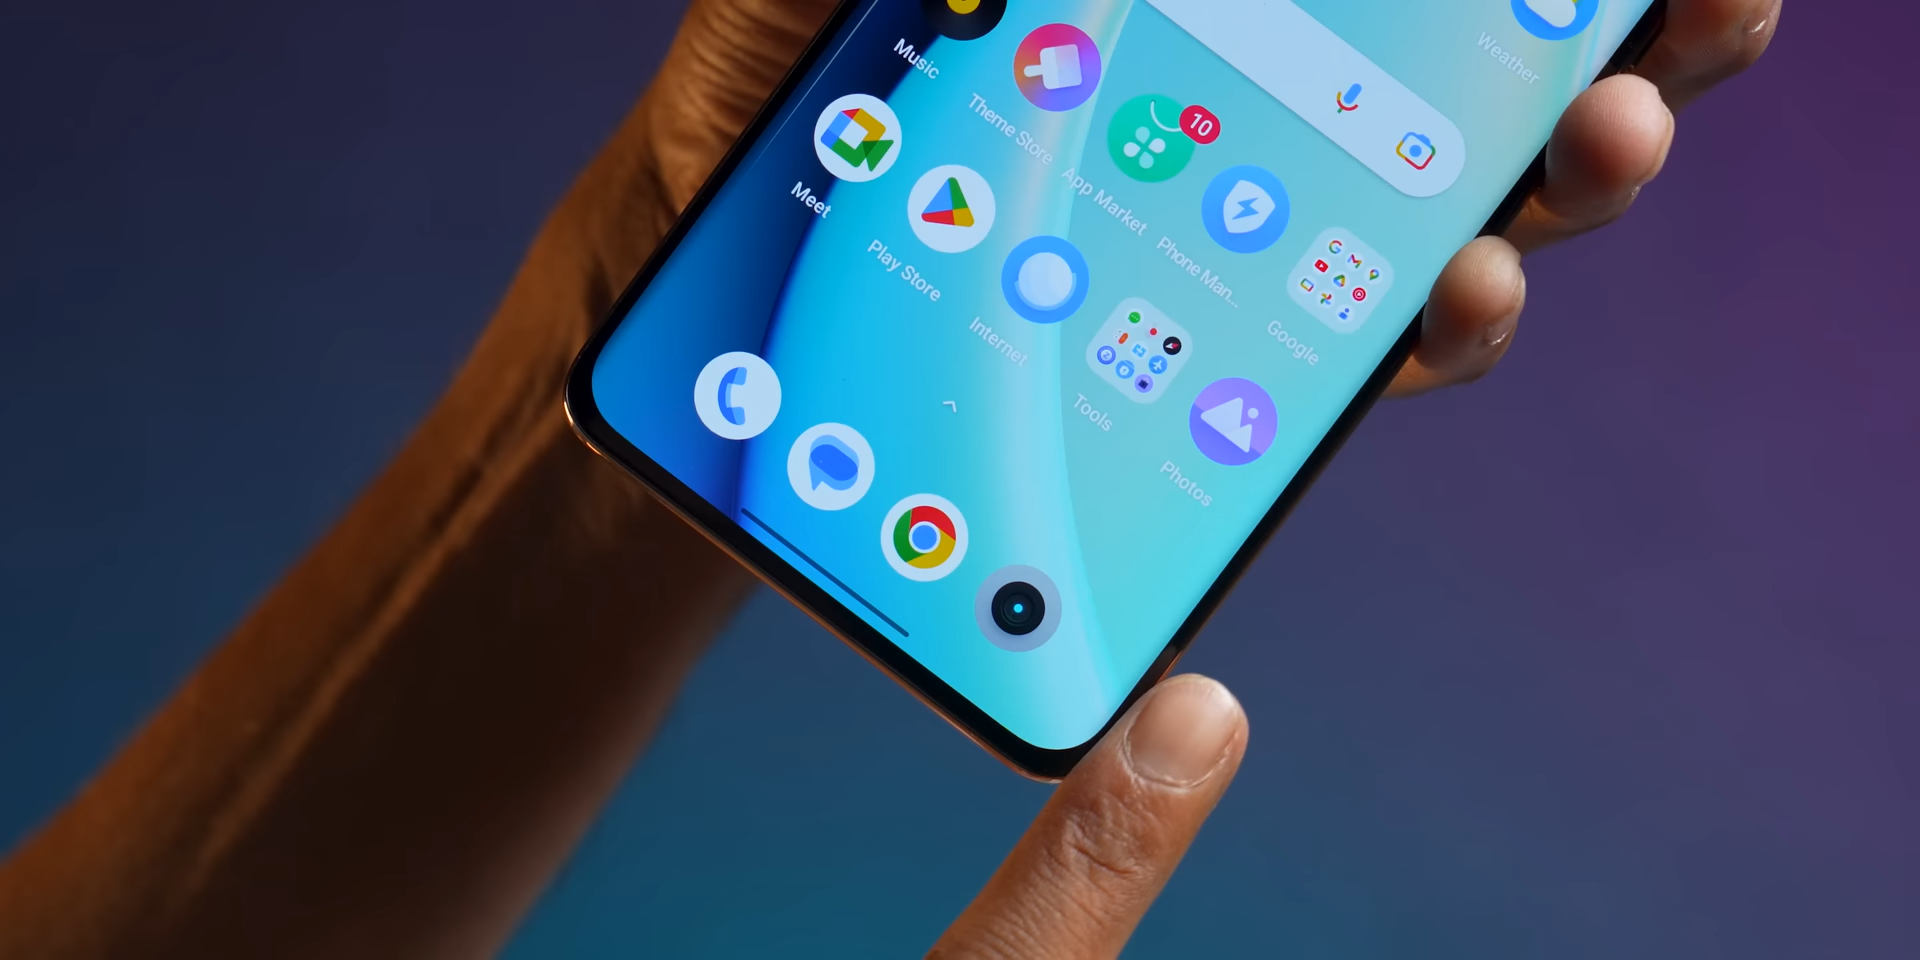 Music
Theme Store
App Market
10
Phone Man...
Google
Weather
Meet
Play Store
Internet
Tools
Photos